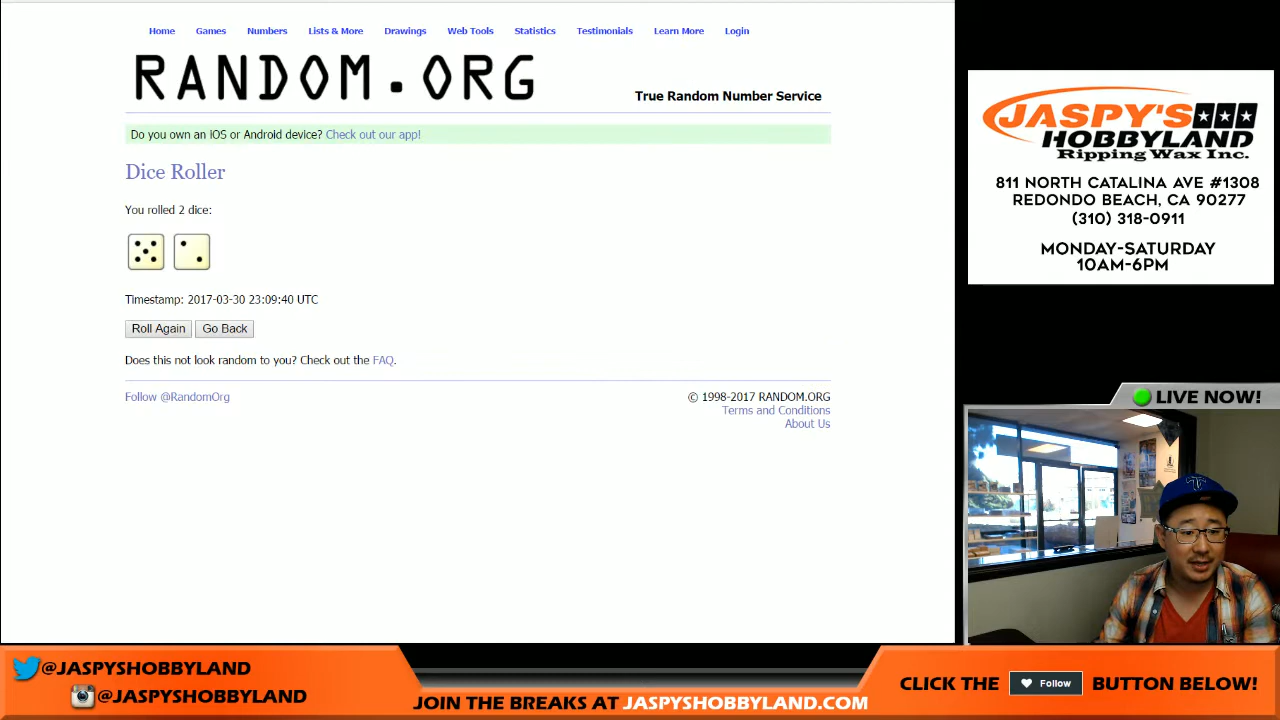 Home Games Numbers Lists & More Drawings Web Tools Statistics Testimonials Learn More Login
RANDOM.ORG
True Random Number Service
Do you own an iOS or Android device? Check out our app!
Dice Roller
You rolled 2 dice:
Timestamp: 2017-03-30 23:09:40 UTC
Roll Again Go Back
Does this not look random to you? Check out the FAQ.
Follow @RandomOrg
© 1998-2017 RANDOM.ORG
Terms and Conditions
About Us
JASPY'S
HOBBYLAND
Ripping Wax Inc.
811 NORTH CATALINA AVE #1308
REDONDO BEACH, CA 90277
(310) 318-0911
MONDAY-SATURDAY
10AM-6PM
LIVE NOW!
@JASPYSHOBBYLAND
@JASPYSHOBBYLAND
JOIN THE BREAKS AT JASPYSHOBBYLAND.COM
CLICK THE Follow BUTTON BELOW!